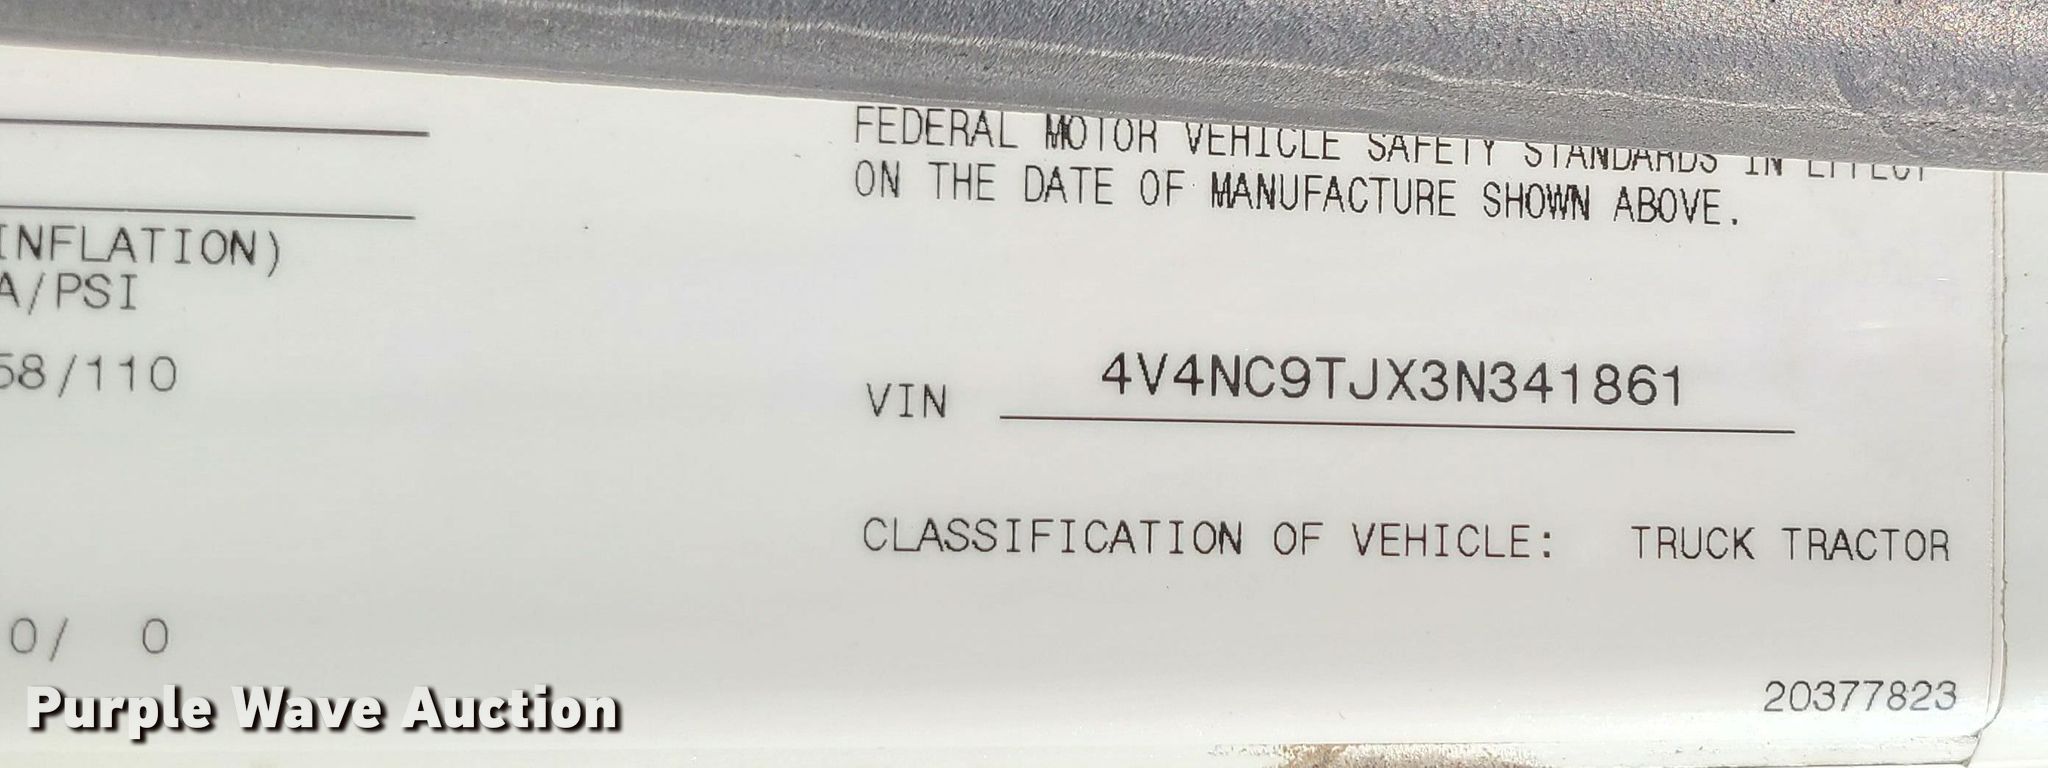 FEDERAL MOTOR VEHICLE SAFETY STANDARDS IN EFFECT
ON THE DATE OF MANUFACTURE SHOWN ABOVE.
INFLATION)
A/PSI
58/110
VIN 4V4NC9TJX3N341861
CLASSIFICATION OF VEHICLE: TRUCK TRACTOR
0/ 0
20377823
Purple Wave Auction